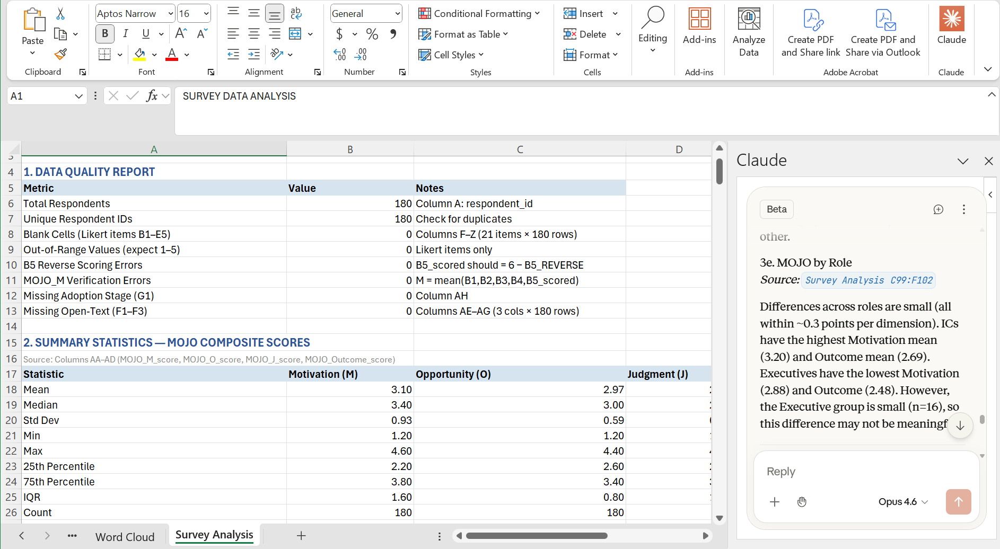 Paste
Clipboard
Aptos Narrow 16
B I U A A
Font
ab
Alignment
General
$ % 9
Number
Conditional Formatting
Format as Table
Cell Styles
Styles
Insert
Delete
Format
Cells
Editing
Add-ins
Add-ins
Analyze
Data
Create PDF
and Share link
Create PDF and
Share via Outlook
Adobe Acrobat
Claude
Claude
A1 fx SURVEY DATA ANALYSIS
A B C D
4 1. DATA QUALITY REPORT
5 Metric Value Notes
6 Total Respondents 180 Column A: respondent_id
7 Unique Respondent IDs 180 Check for duplicates
8 Blank Cells (Likert items B1–E5) 0 Columns F–Z (21 items × 180 rows)
9 Out-of-Range Values (expect 1–5) 0 Likert items only
10 B5 Reverse Scoring Errors 0 B5_scored should = 6 − B5_REVERSE
11 MOJO_M Verification Errors 0 M = mean(B1,B2,B3,B4,B5_scored)
12 Missing Adoption Stage (G1) 0 Column AH
13 Missing Open-Text (F1–F3) 0 Columns AE–AG (3 cols × 180 rows)
14
15 2. SUMMARY STATISTICS — MOJO COMPOSITE SCORES
16 Source: Columns AA–AD (MOJO_M_score, MOJO_O_score, MOJO_J_score, MOJO_Outcome_score)
17 Statistic Motivation (M) Opportunity (O) Judgment (J)
18 Mean 3.10 2.97
19 Median 3.40 3.00
20 Std Dev 0.93 0.59
21 Min 1.20 1.20
22 Max 4.60 4.40
23 25th Percentile 2.20 2.60
24 75th Percentile 3.80 3.40
25 IQR 1.60 0.80
26 Count 180 180
Word Cloud Survey Analysis
Claude
Beta
other.
3e. MOJO by Role
Source: Survey Analysis C99:F102
Differences across roles are small (all
within ~0.3 points per dimension). ICs
have the highest Motivation mean
(3.20) and Outcome mean (2.69).
Executives have the lowest Motivation
(2.88) and Outcome (2.48). However,
the Executive group is small (n=16), so
this difference may not be
Reply
Opus 4.6